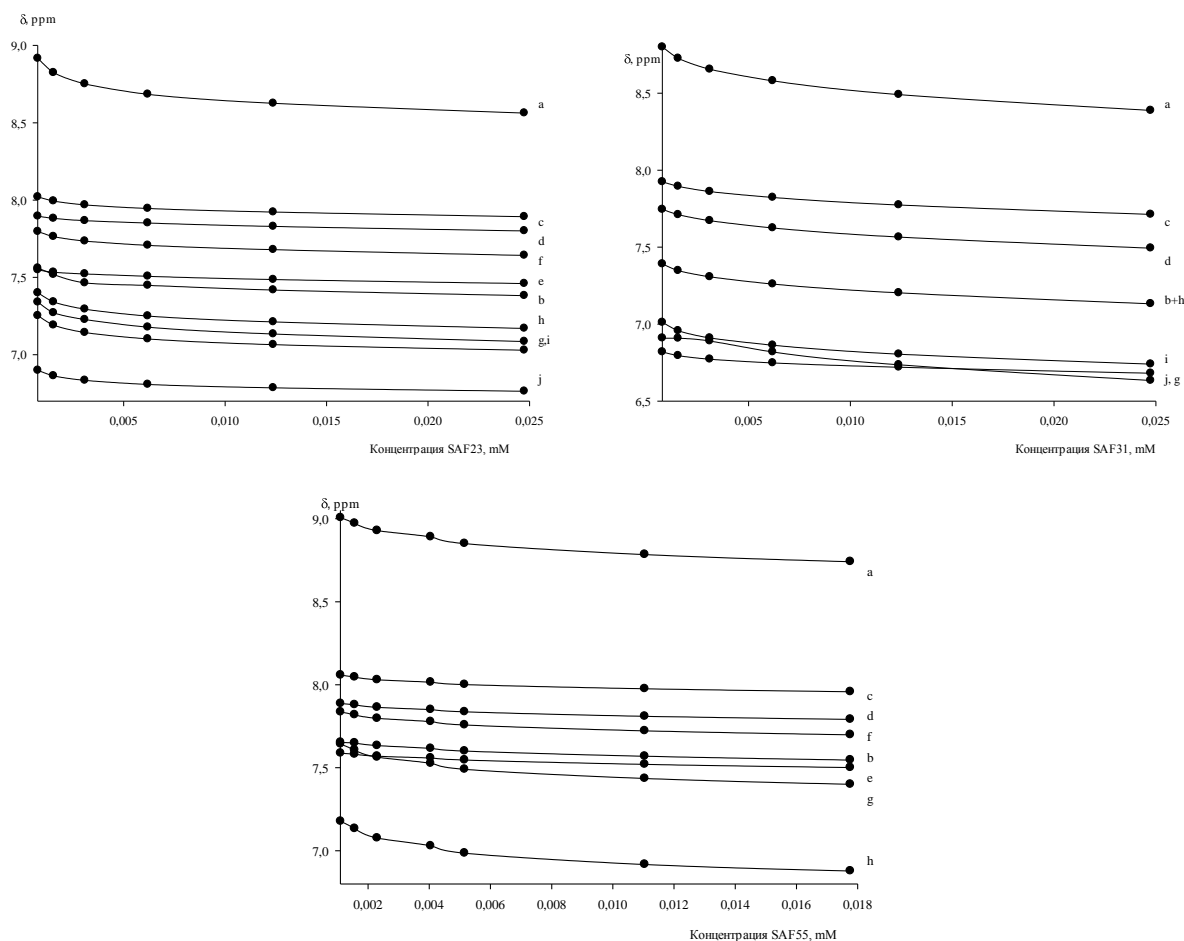 δ, ppm
9,0
a
8,5
8,0
c
d
f
7,5
e
b
h
g,i
7,0
j
0,005
0,010
0,015
0,020
0,025
Концентрация SAF23, mM
δ, ppm
8,5
a
8,0
c
7,5
d
b+h
7,0
i
j, g
6,5
0,005
0,010
0,015
0,020
0,025
Концентрация SAF31, mM
δ, ppm
9,0
a
8,5
8,0
c
d
f
b
7,5
e
g
7,0
h
0,002
0,004
0,006
0,008
0,010
0,012
0,014
0,016
0,018
Концентрация SAF55, mM